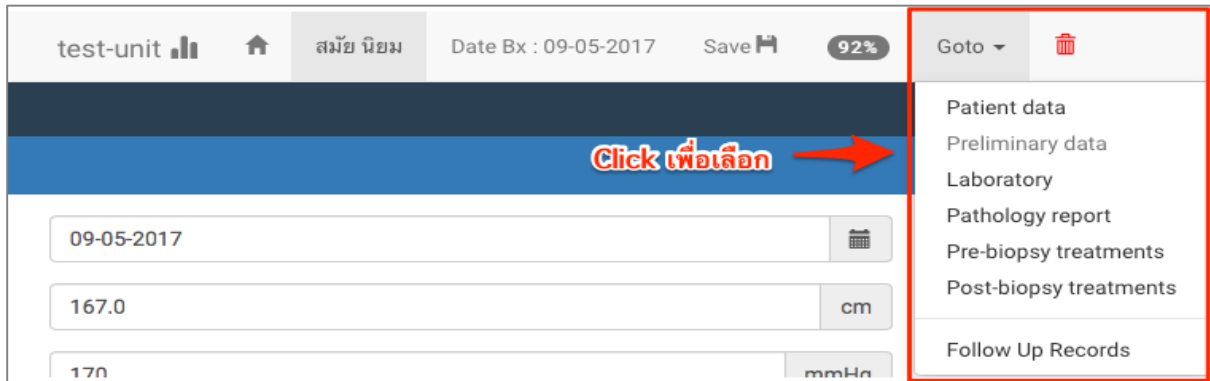 test-unit สมัย นิยม Date Bx : 09-05-2017 Save 92% Goto
Patient data
Preliminary data
Click เพื่อเลือก
Laboratory
Pathology report
09-05-2017
Pre-biopsy treatments
Post-biopsy treatments
167.0 cm
Follow Up Records
170 mmHg